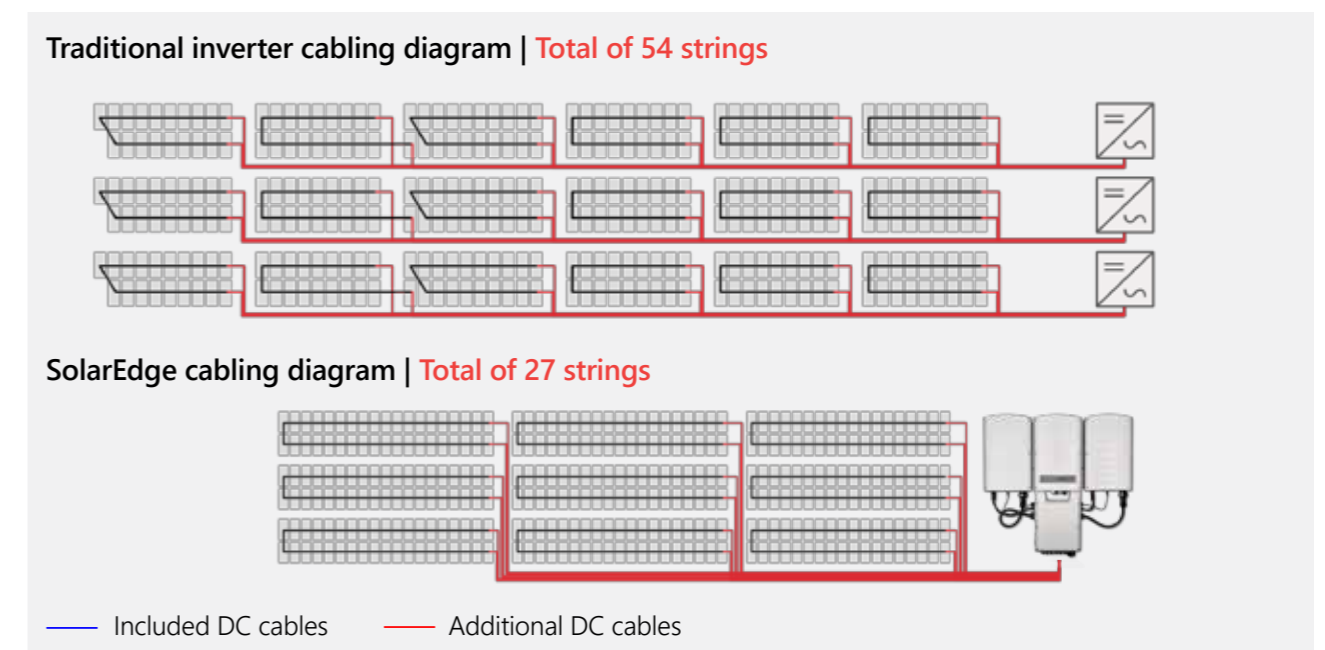 Traditional inverter cabling diagram | Total of 54 strings
SolarEdge cabling diagram | Total of 27 strings
Included DC cables
Additional DC cables